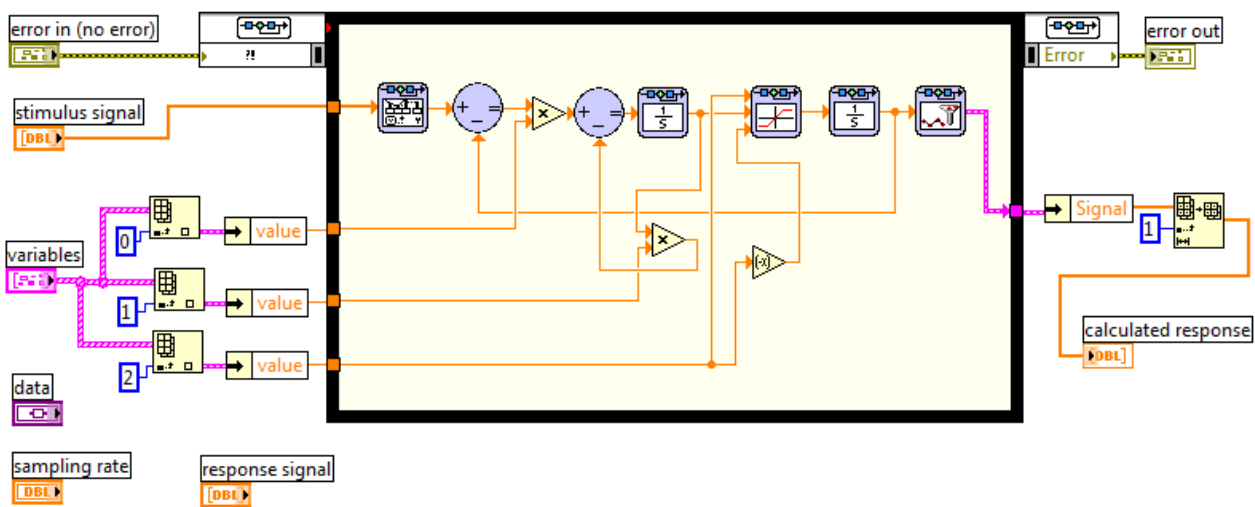 error in (no error)
?!
Error
error out
stimulus signal
[DBL]
+
−
=
×
+
−
=
1
s
1
s
variables
0
value
1
value
2
value
×
(-x)
Signal
1
calculated response
DBL]
data
sampling rate
DBL
response signal
[DBL]